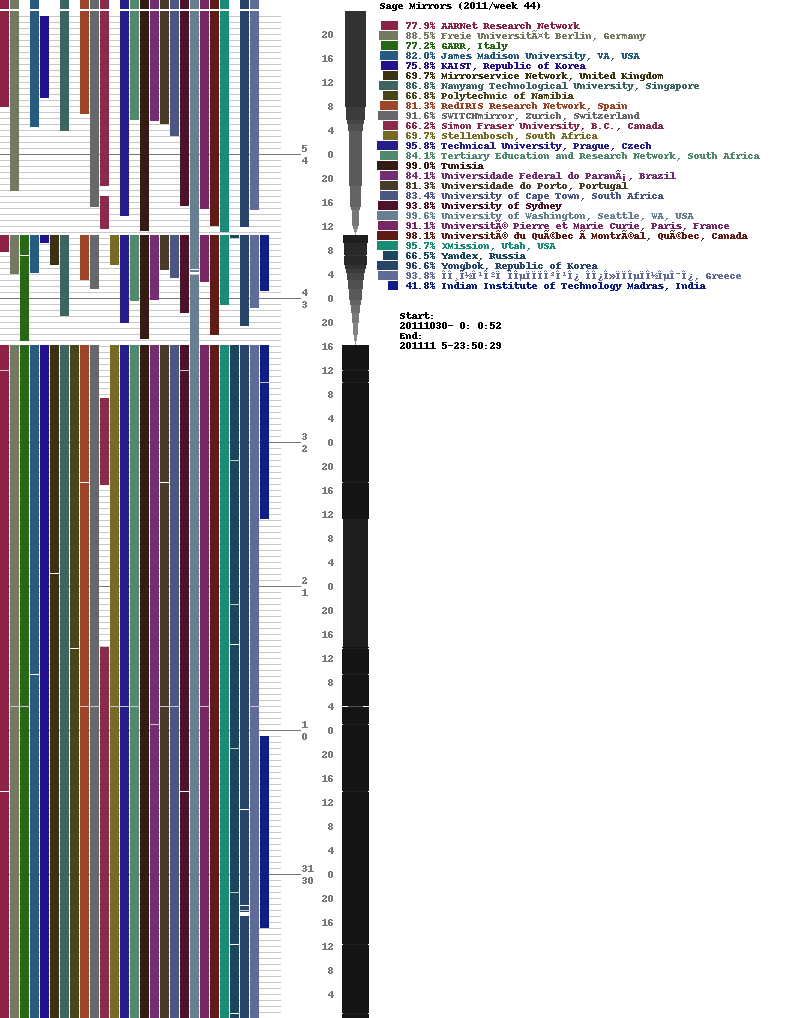 Sage Mirrors (2011/week 44)
77.9% AARNet Research Network
88.5% Freie UniversitÃ¤t Berlin, Germany
77.2% GARR, Italy
82.0% James Madison University, VA, USA
75.8% KAIST, Republic of Korea
69.7% Mirrorservice Network, United Kingdom
86.8% Nanyang Technological University, Singapore
66.8% Polytechnic of Namibia
81.3% RedIRIS Research Network, Spain
91.6% SWITCHmirror, Zurich, Switzerland
66.2% Simon Fraser University, B.C., Canada
69.7% Stellenbosch, South Africa
95.8% Technical University, Prague, Czech
84.1% Tertiary Education and Research Network, South Africa
99.0% Tunisia
84.1% Universidade Federal do ParanÃ¡, Brazil
81.3% Universidade do Porto, Portugal
83.4% University of Cape Town, South Africa
93.8% University of Sydney
99.6% University of Washington, Seattle, WA, USA
91.1% UniversitÃ© Pierre et Marie Curie, Paris, France
98.1% UniversitÃ© du QuÃ©bec Ã MontrÃ©al, QuÃ©bec, Canada
95.7% XMission, Utah, USA
66.5% Yandex, Russia
96.6% Yongbok, Republic of Korea
93.8% Greece
41.8% Indian Institute of Technology Madras, India
Start:
20111030- 0: 0:52
End:
201111 5-23:50:29
20
16
12
8
4
5
4
0
20
16
12
8
4
4
3
0
20
16
12
8
4
3
2
0
20
16
12
8
4
2
1
0
20
16
12
8
4
1
0
0
20
16
12
8
4
31
30
0
20
16
12
8
4